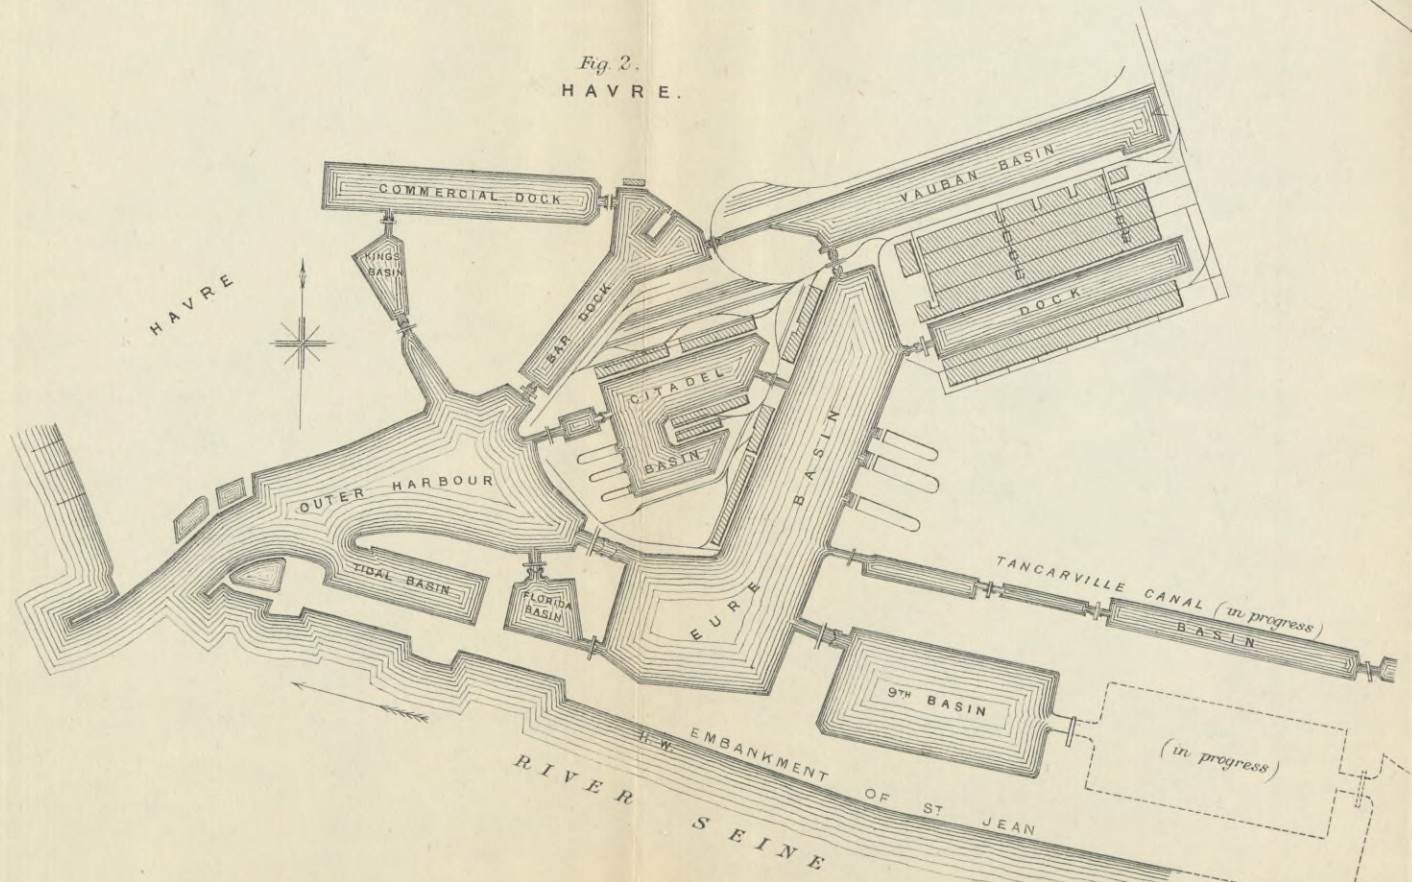 Fig. 2.
HAVRE.
COMMERCIAL DOCK
VAUBAN BASIN
KINGS
BASIN
HAVRE
BAR DOCK
DOCK
CITADEL
BASIN
OUTER HARBOUR
TIDAL BASIN
FLORIDA
BASIN
EURE BASIN
TANCARVILLE CANAL (in progress)
BASIN
9TH BASIN
(in progress)
H. W. EMBANKMENT OF ST JEAN
RIVER SEINE